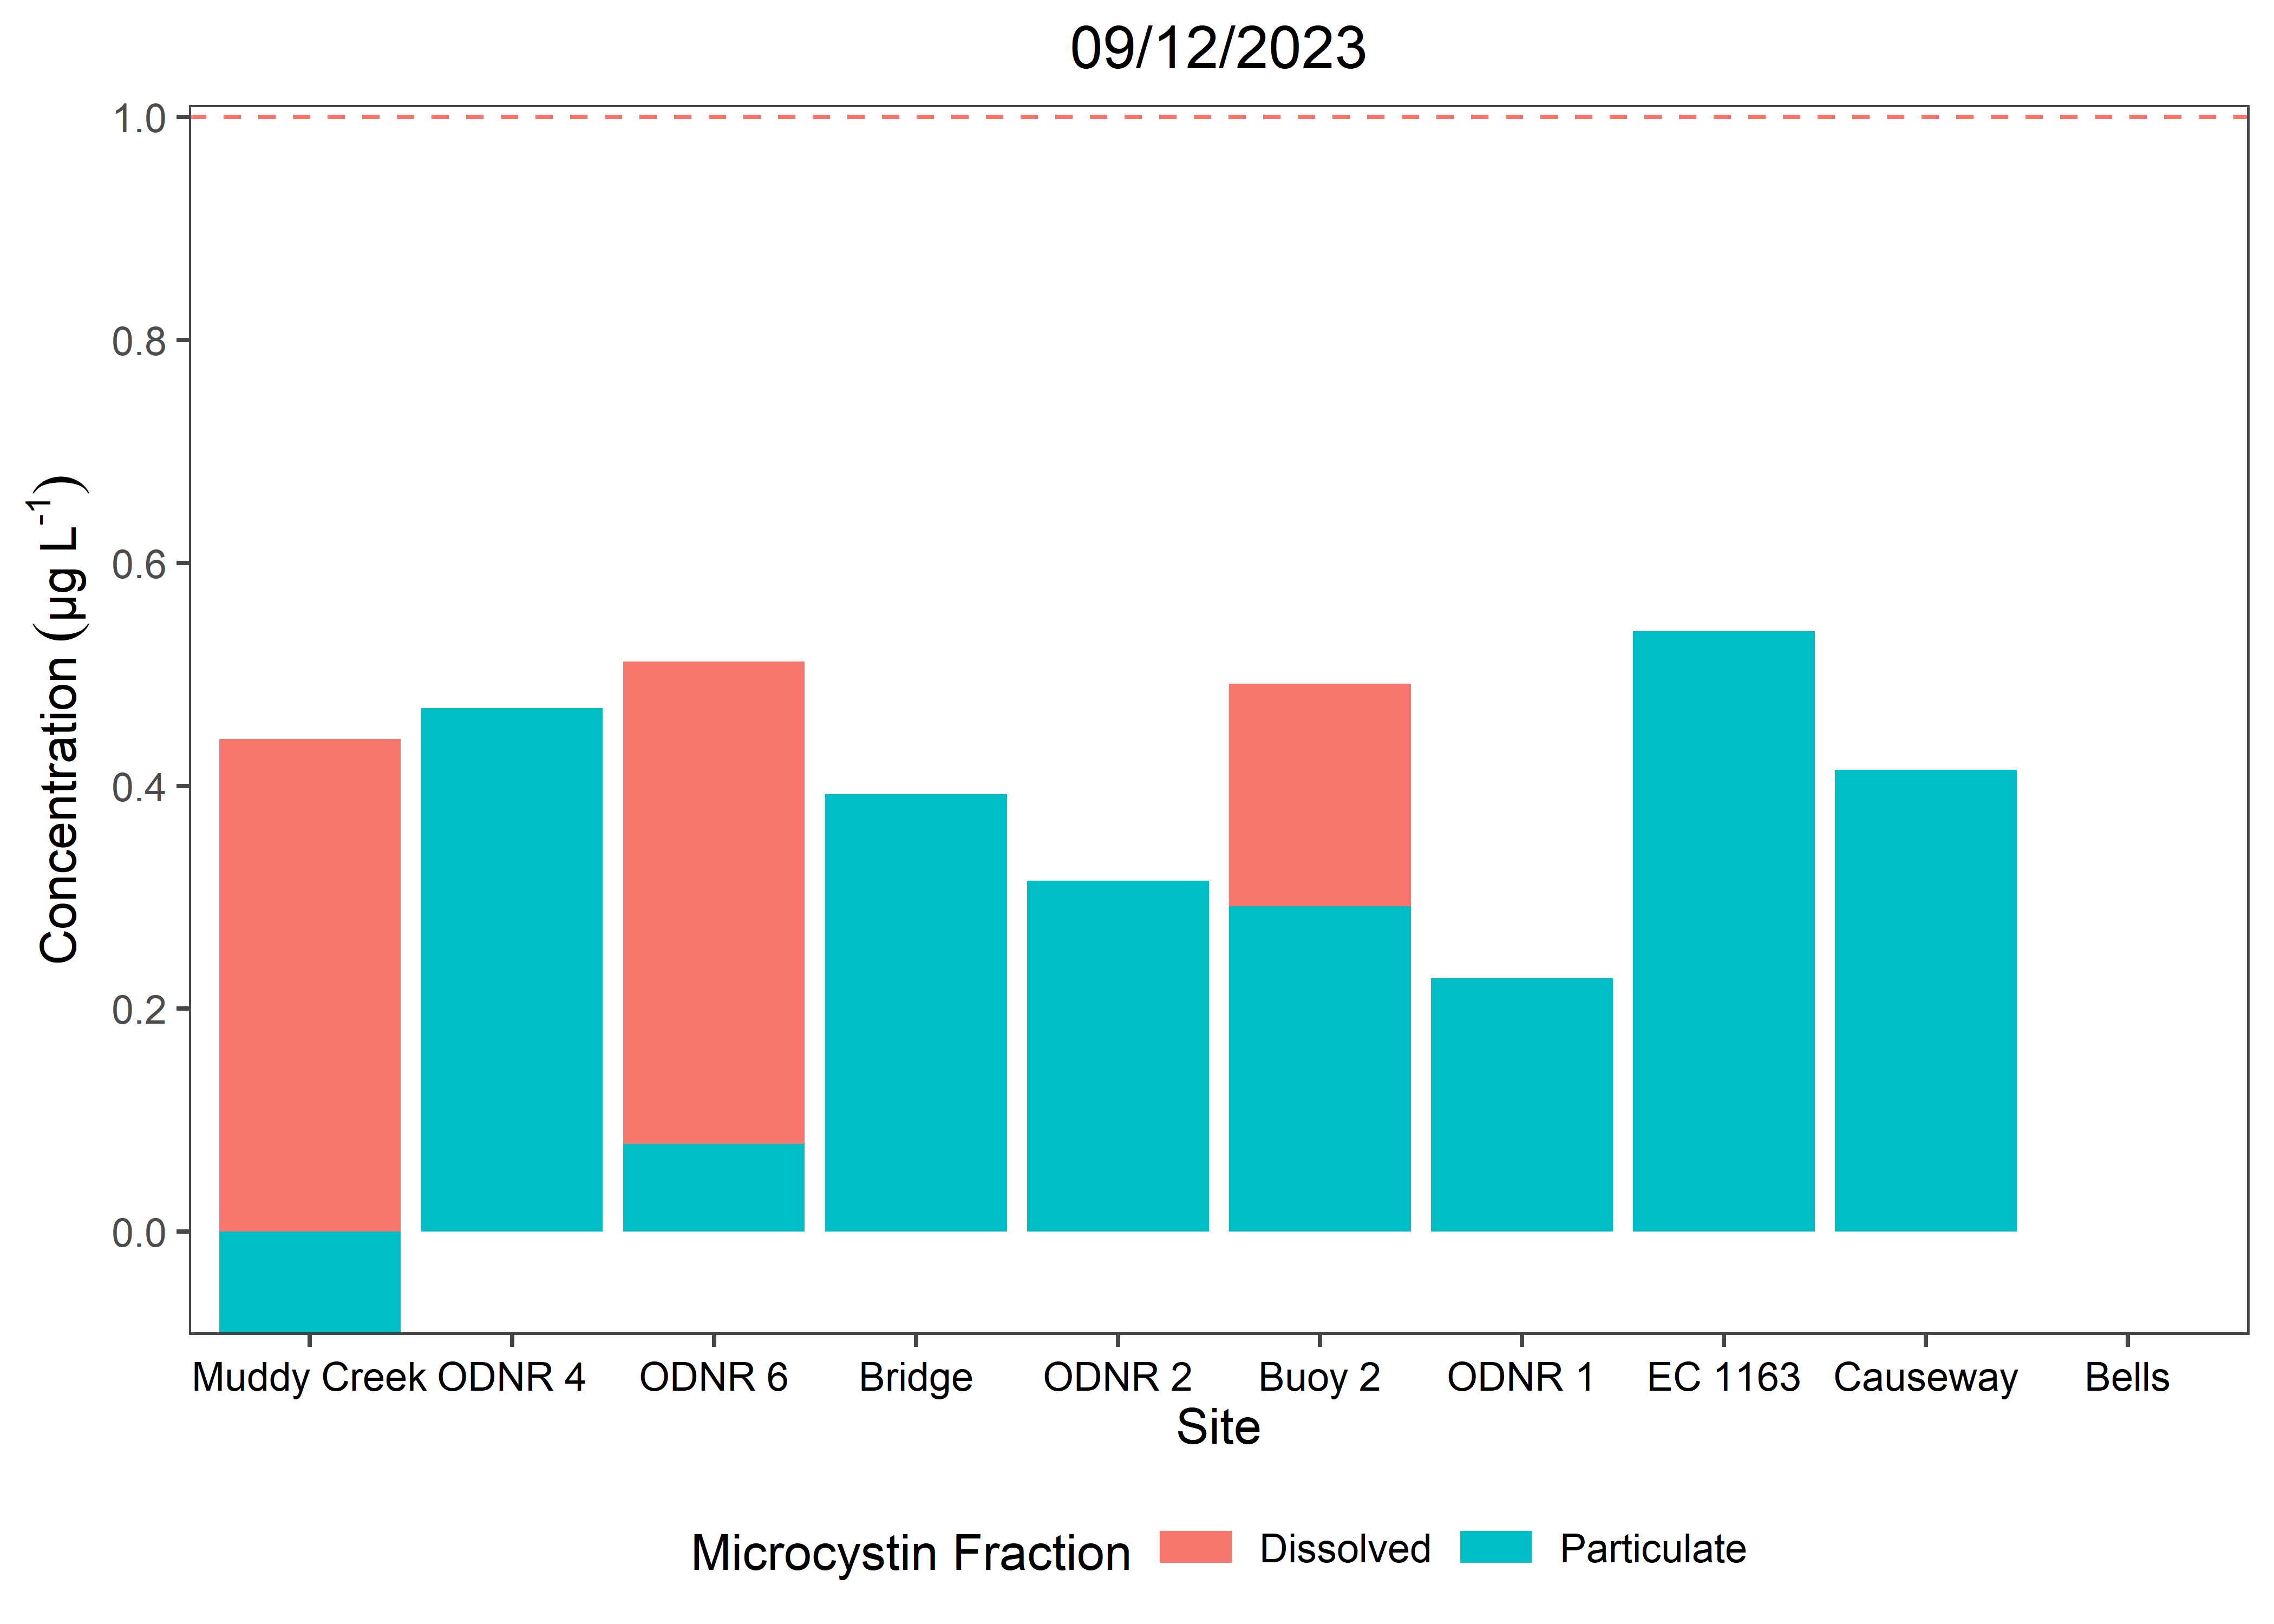 09/12/2023
1.0
0.8
0.6
0.4
0.2
0.0
Concentration (µg L⁻¹)
Muddy Creek ODNR 4 ODNR 6 Bridge ODNR 2 Buoy 2 ODNR 1 EC 1163 Causeway Bells
Site
Microcystin Fraction Dissolved Particulate